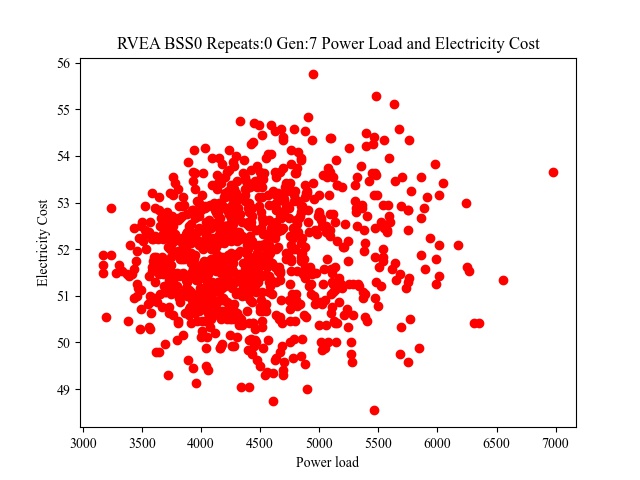 RVEA BSS0 Repeats:0 Gen:7 Power Load and Electricity Cost
56
55
54
53
52
51
50
49
Electricity Cost
3000 3500 4000 4500 5000 5500 6000 6500 7000
Power load